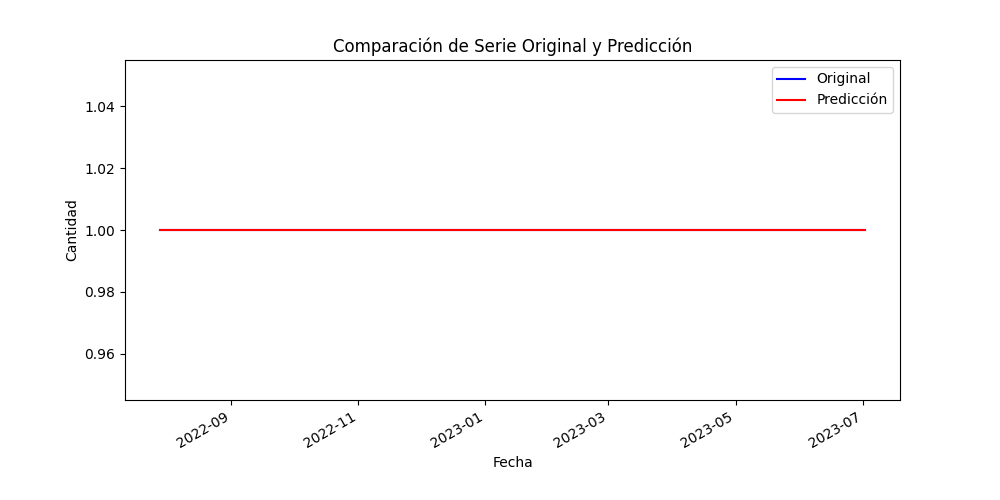 Comparación de Serie Original y Predicción
Original
Predicción
1.04
1.02
1.00
0.98
0.96
Cantidad
2022-09
2022-11
2023-01
2023-03
2023-05
2023-07
Fecha